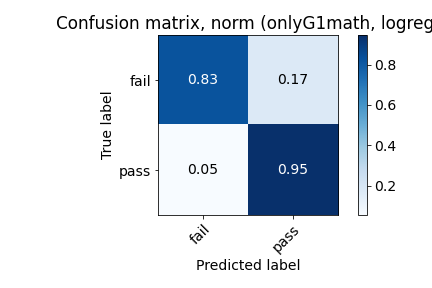 Confusion matrix, norm (onlyG1math, logreg
True label
fail
0.83
0.17
pass
0.05
0.95
fail
pass
Predicted label
0.8
0.6
0.4
0.2